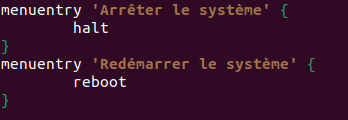 menuentry 'Arrêter le système' {
        halt
}
menuentry 'Redémarrer le système' {
        reboot
}